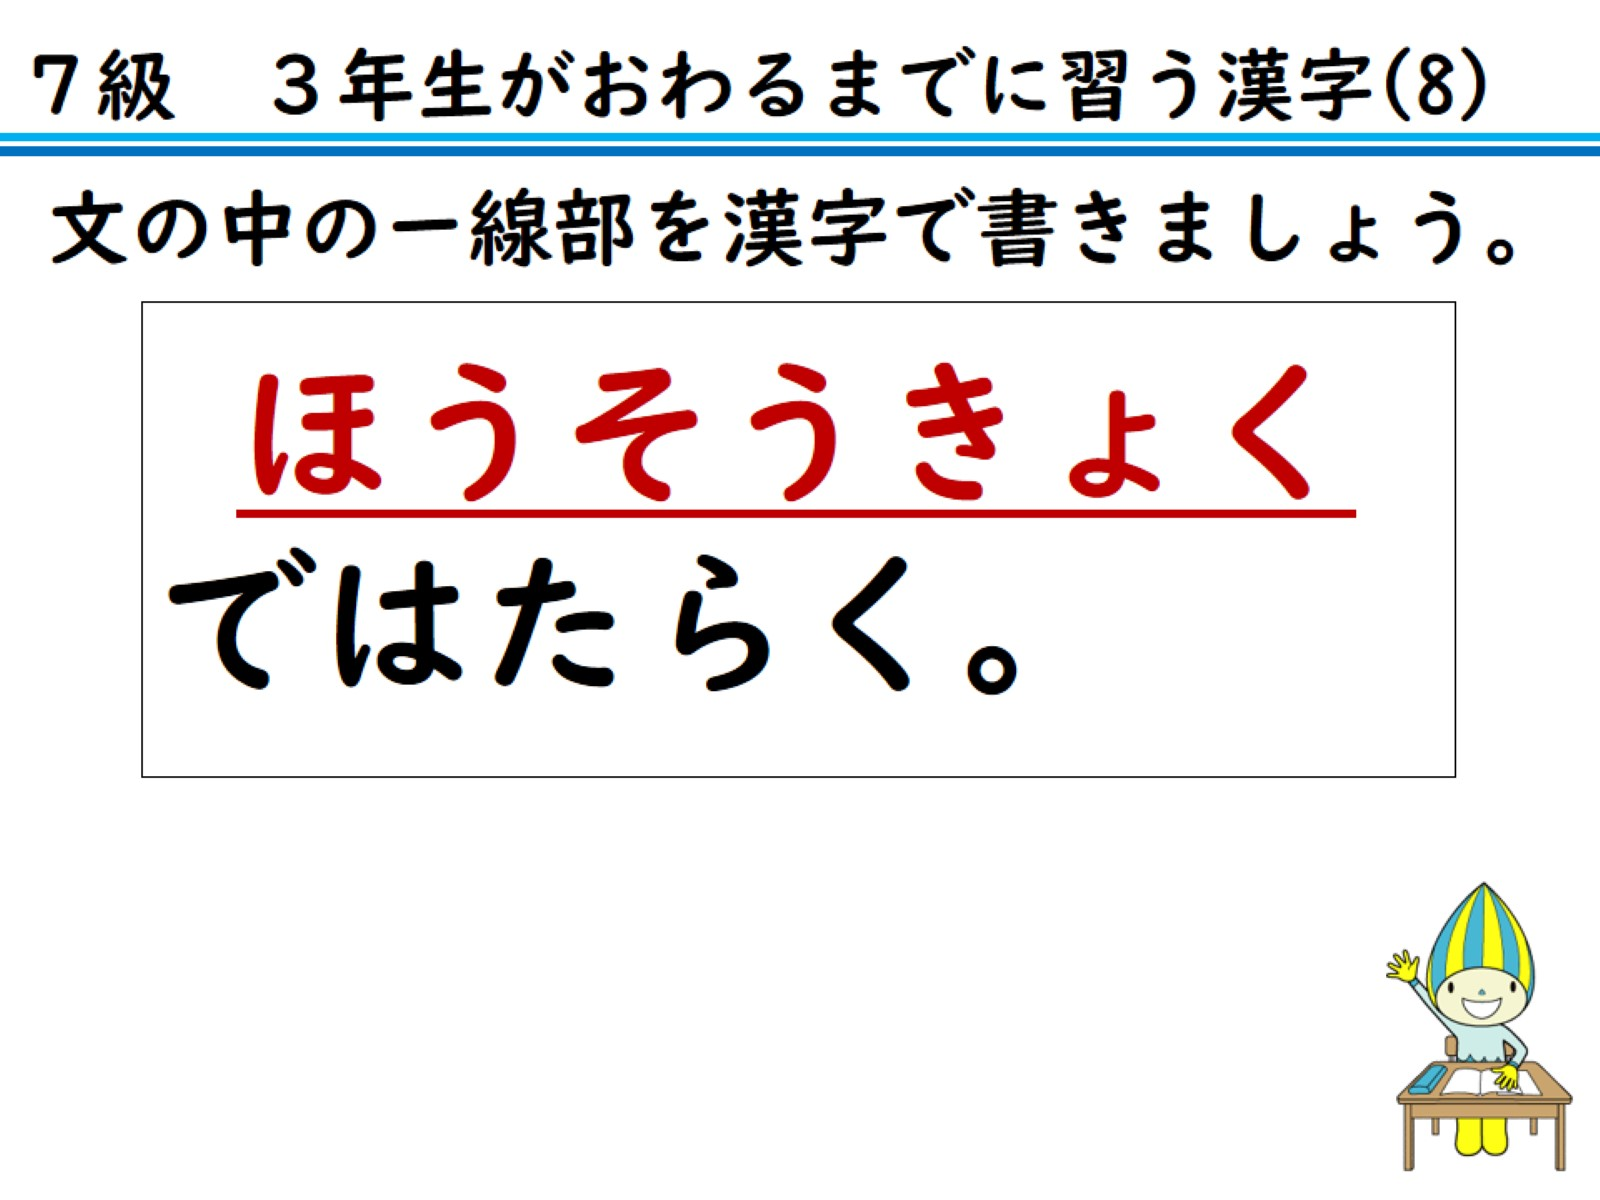 ７級　３年生がおわるまでに習う漢字(8)
文の中の一線部を漢字で書きましょう。
ほうそうきょく
ではたらく。